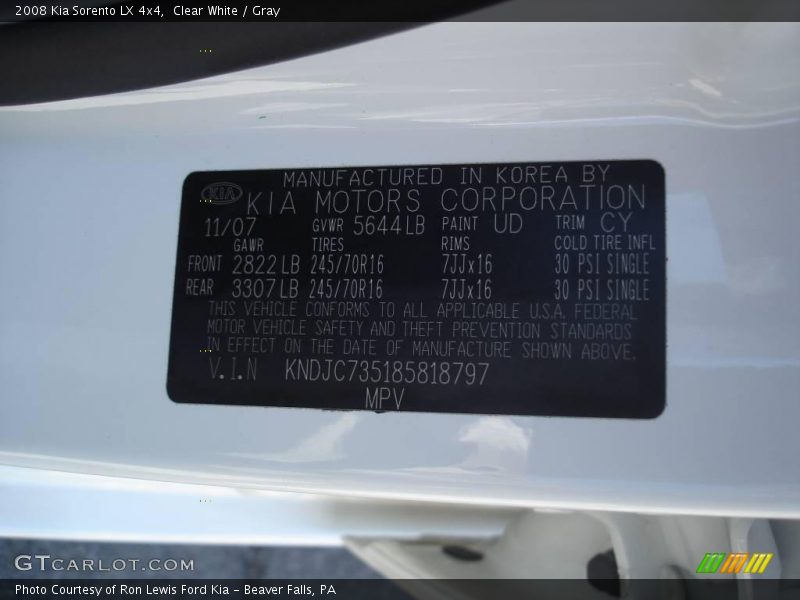 2008 Kia Sorento LX 4x4,  Clear White / Gray
MANUFACTURED IN KOREA BY
KIA KIA MOTORS CORPORATION
11/07 GVWR 5644LB PAINT UD TRIM CY
GAWR TIRES RIMS COLD TIRE INFL
FRONT 2822LB 245/70R16 7JJx16 30 PSI SINGLE
REAR 3307LB 245/70R16 7JJx16 30 PSI SINGLE
THIS VEHICLE CONFORMS TO ALL APPLICABLE U.S.A. FEDERAL
MOTOR VEHICLE SAFETY AND THEFT PREVENTION STANDARDS
IN EFFECT ON THE DATE OF MANUFACTURE SHOWN ABOVE.
V.I.N KNDJC735185818797
MPV
GTCARLOT.COM
Photo Courtesy of Ron Lewis Ford Kia - Beaver Falls, PA